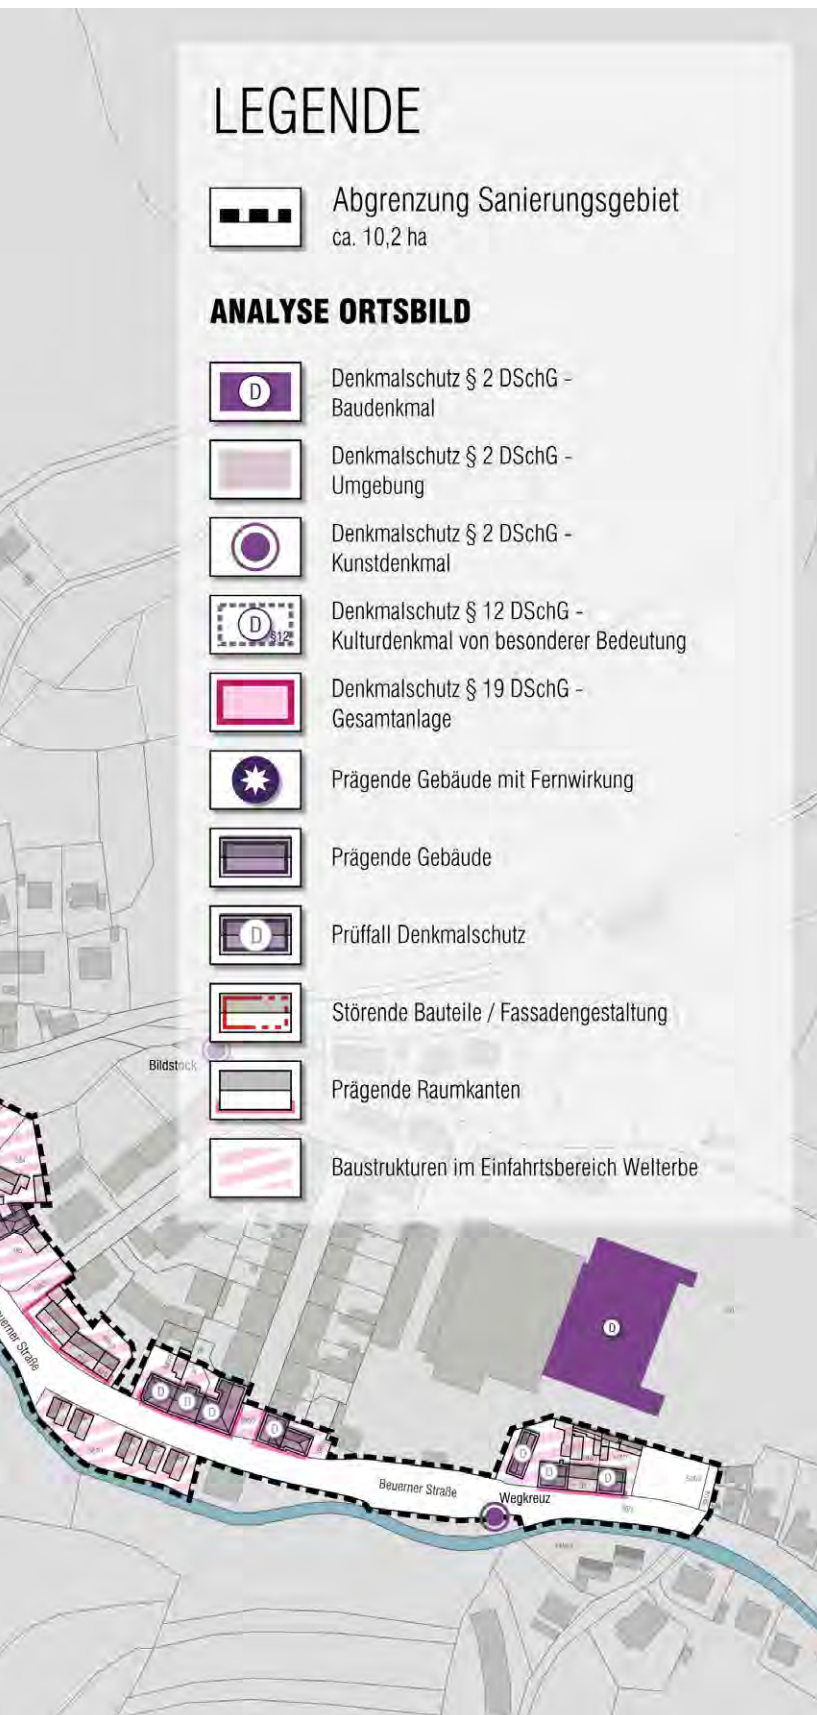 LEGENDE
Abgrenzung Sanierungsgebiet
ca. 10,2 ha
ANALYSE ORTSBILD
D
Denkmalschutz § 2 DSchG -
Baudenkmal
Denkmalschutz § 2 DSchG -
Umgebung
Denkmalschutz § 2 DSchG -
Kunstdenkmal
D §12
Denkmalschutz § 12 DSchG -
Kulturdenkmal von besonderer Bedeutung
Denkmalschutz § 19 DSchG -
Gesamtanlage
Prägende Gebäude mit Fernwirkung
Prägende Gebäude
D
Prüffall Denkmalschutz
Störende Bauteile / Fassadengestaltung
Bildstock
Prägende Raumkanten
Baustrukturen im Einfahrtsbereich Welterbe
D
Straße
D D D
D
D
D D
Beuerner Straße
Wegkreuz